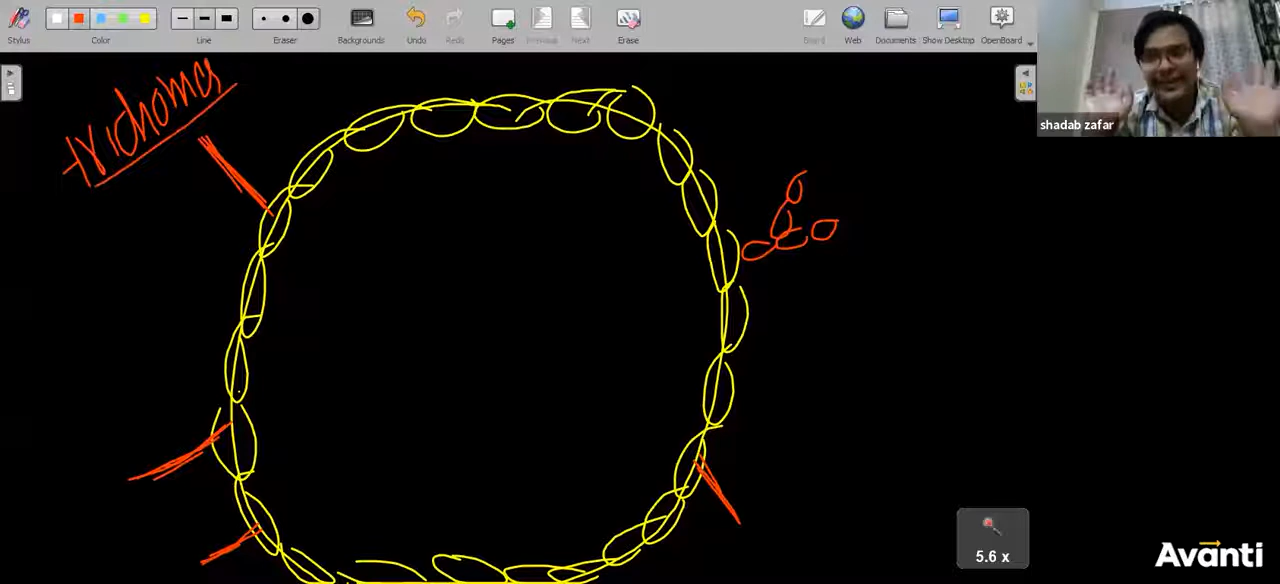 Stylus
Color
Line
Eraser
Backgrounds
Undo
Redo
Pages
Previous
Next
Erase
Board
Web
Documents
Show Desktop
OpenBoard
shadab zafar
trichomes
5.6 x
Avanti